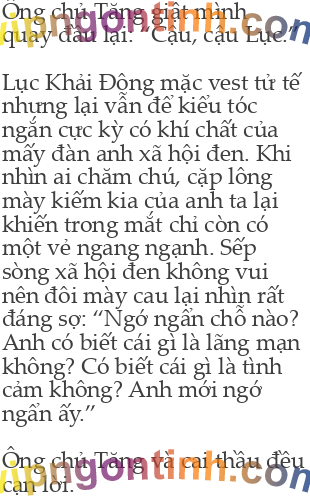 Ông chủ Tăng giật mình
quay đầu lại: “Cậu, cậu Lục.”
Lục Khải Đông mặc vest tử tế
nhưng lại vẫn để kiểu tóc
ngắn cực kỳ có khí chất của
mấy đàn anh xã hội đen. Khi
nhìn ai chăm chú, cặp lông
mày kiếm kia của anh ta lại
khiến trong mắt chi còn có
một vẻ ngang ngạnh. Sếp
sòng xã hội đen không vui
nên đôi mày cau lại nhìn rất
đáng sợ: “Ngớ ngẩn chỗ nào?
Anh có biết cái gì là lãng mạn
không? Có biết cái gì là tình
cảm không? Anh mới ngớ
ngẩn ấy.”
Ông chủ Tăng và cai thầu đều
cạn lời.
vipngontinh.com